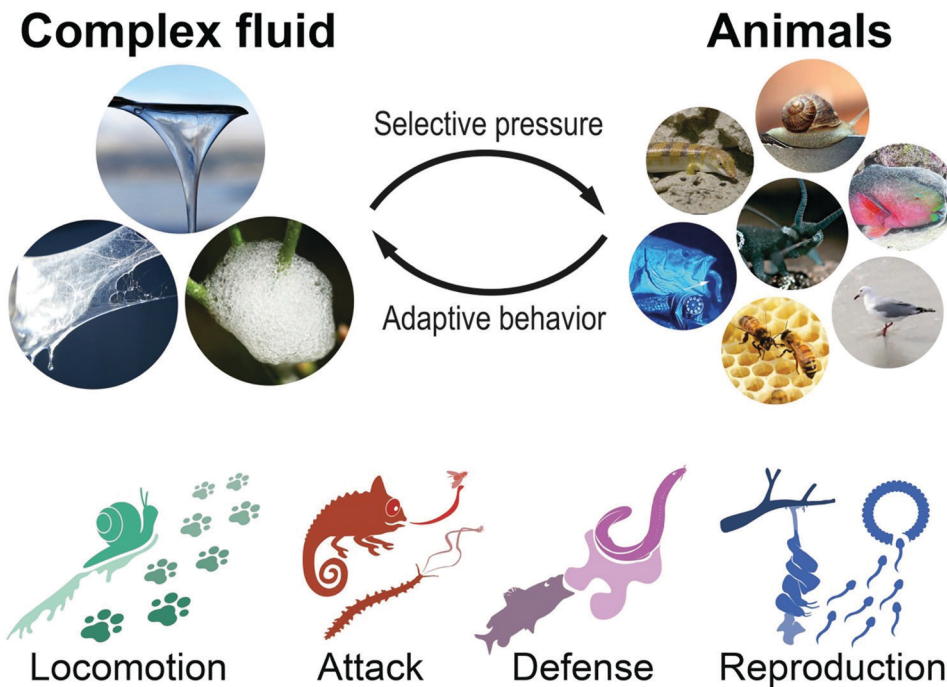 Complex fluid
Animals
Selective pressure
Adaptive behavior
Locomotion
Attack
Defense
Reproduction